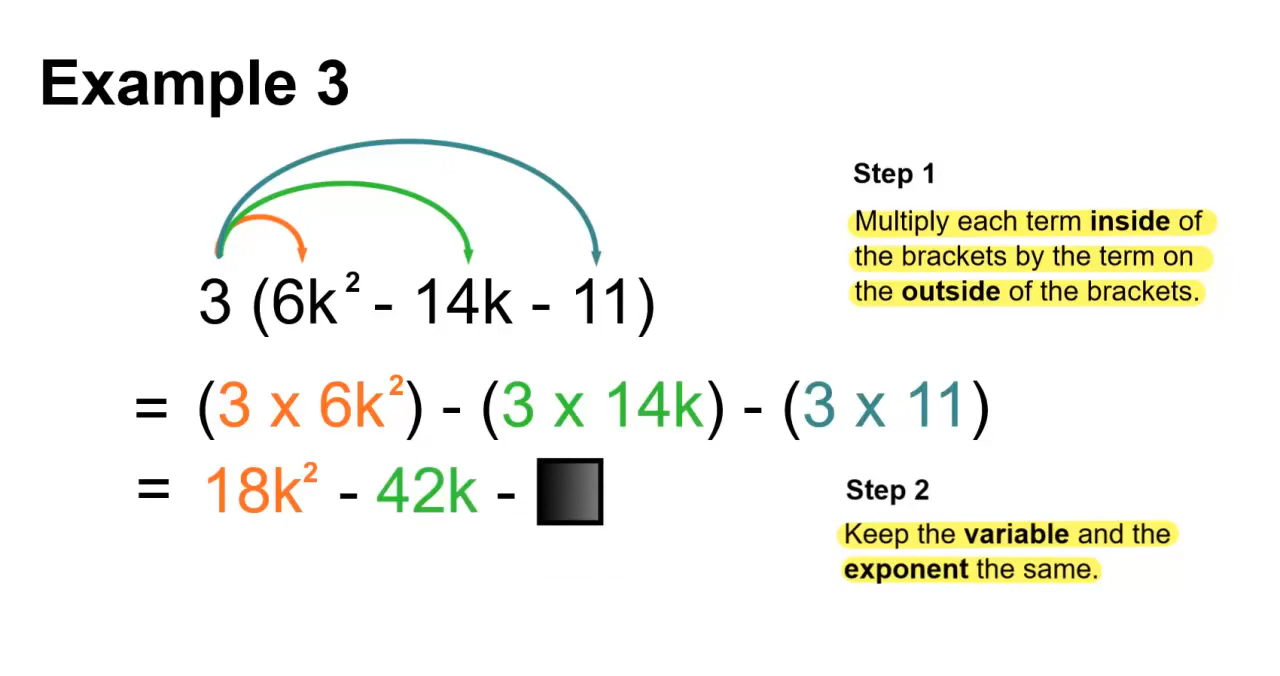 Example 3
Step 1
Multiply each term inside of
the brackets by the term on
the outside of the brackets.
3 (6k² - 14k - 11)
= (3 x 6k²) - (3 x 14k) - (3 x 11)
= 18k² - 42k -
Step 2
Keep the variable and the
exponent the same.